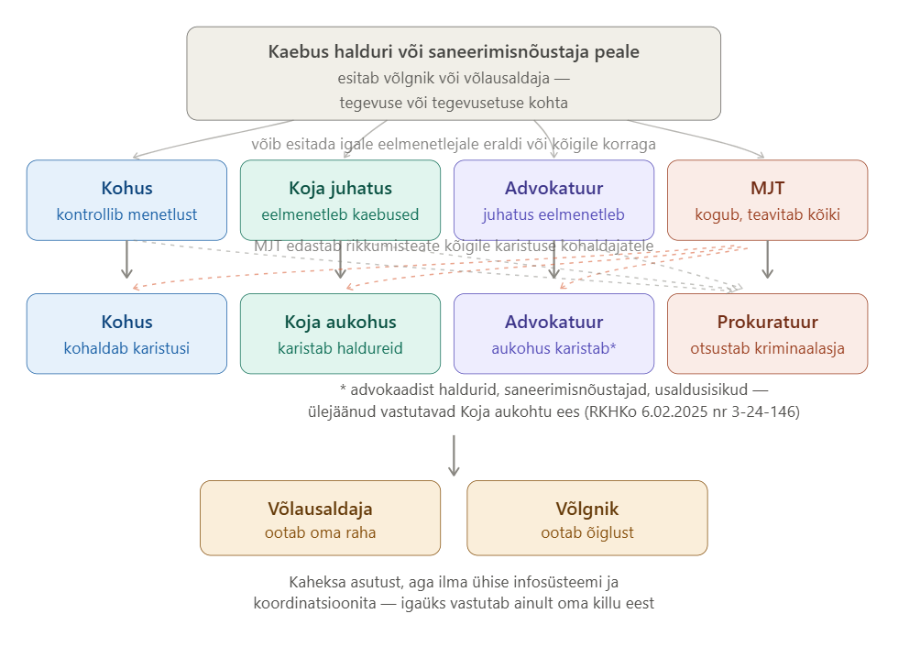 Kaebus halduri või saneerimisnõustaja peale
esitab võlgnik või võlausaldaja —
tegevuse või tegevusetuse kohta
võib esitada igale eelmenetlejale eraldi või kõigile korraga
Kohus
kontrollib menetlust
Koja juhatus
eelmenetleb kaebused
Advokatuur
juhatus eelmenetleb
MJT
kogub, teavitab kõiki
MJT edastab rikkumisteate kõigile karistuse kohaldajatele
Kohus
kohaldab karistusi
Koja aukohus
karistab haldureid
Advokatuur
aukohus karistab*
Prokuratuur
otsustab kriminaalasja
* advokaadist haldurid, saneerimisnõustajad, usaldusisikud —
ülejäänud vastutavad Koja aukohtu ees (RKHKo 6.02.2025 nr 3-24-146)
Võlausaldaja
ootab oma raha
Võlgnik
ootab õiglust
Kaheksa asutust, aga ilma ühise infosüsteemi ja
koordinatsioonita — igaüks vastutab ainult oma killu eest